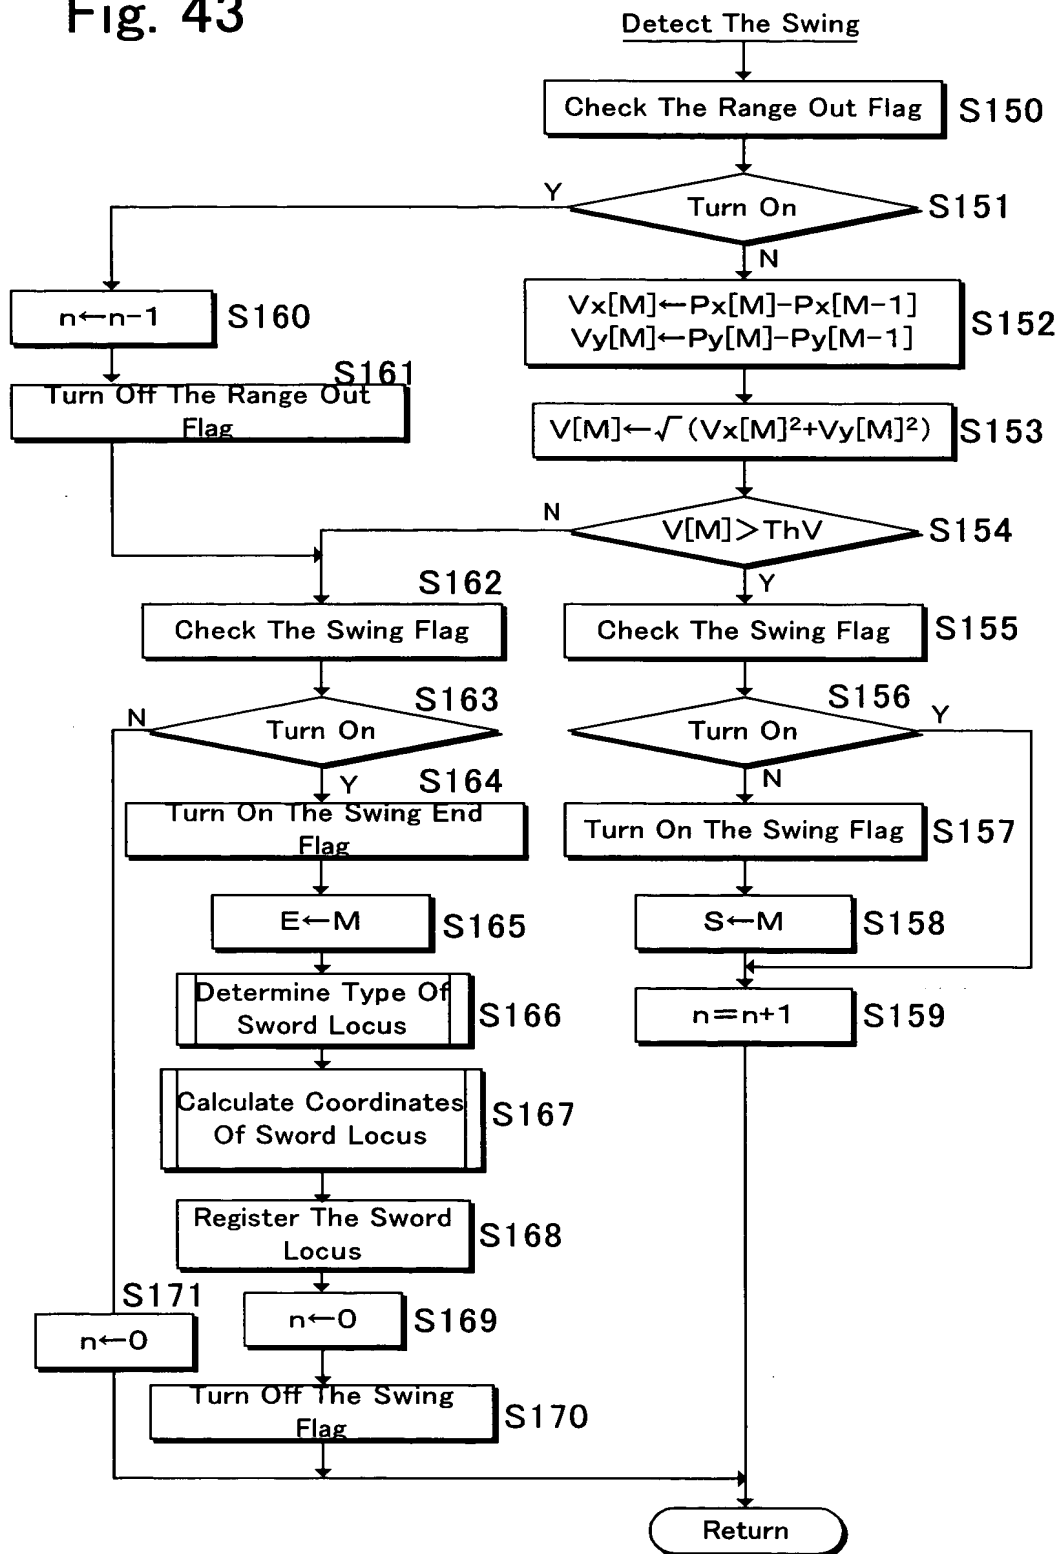 Fig. 43
Detect The Swing
Check The Range Out Flag
S150
Turn On
S151
Y
N
n←n-1
S160
Vx[M]←Px[M]-Px[M-1]
Vy[M]←Py[M]-Py[M-1]
S152
S161
Turn Off The Range Out
Flag
V[M]←√(Vx[M]²+Vy[M]²)
S153
V[M]>ThV
S154
N
Y
S162
Check The Swing Flag
Check The Swing Flag
S155
S163
Turn On
N
Y
S156
Turn On
Y
N
S164
Turn On The Swing End
Flag
Turn On The Swing Flag
S157
E←M
S165
S←M
S158
Determine Type Of
Sword Locus
S166
n=n+1
S159
Calculate Coordinates
Of Sword Locus
S167
Register The Sword
Locus
S168
S171
n←0
n←0
S169
Turn Off The Swing
Flag
S170
Return